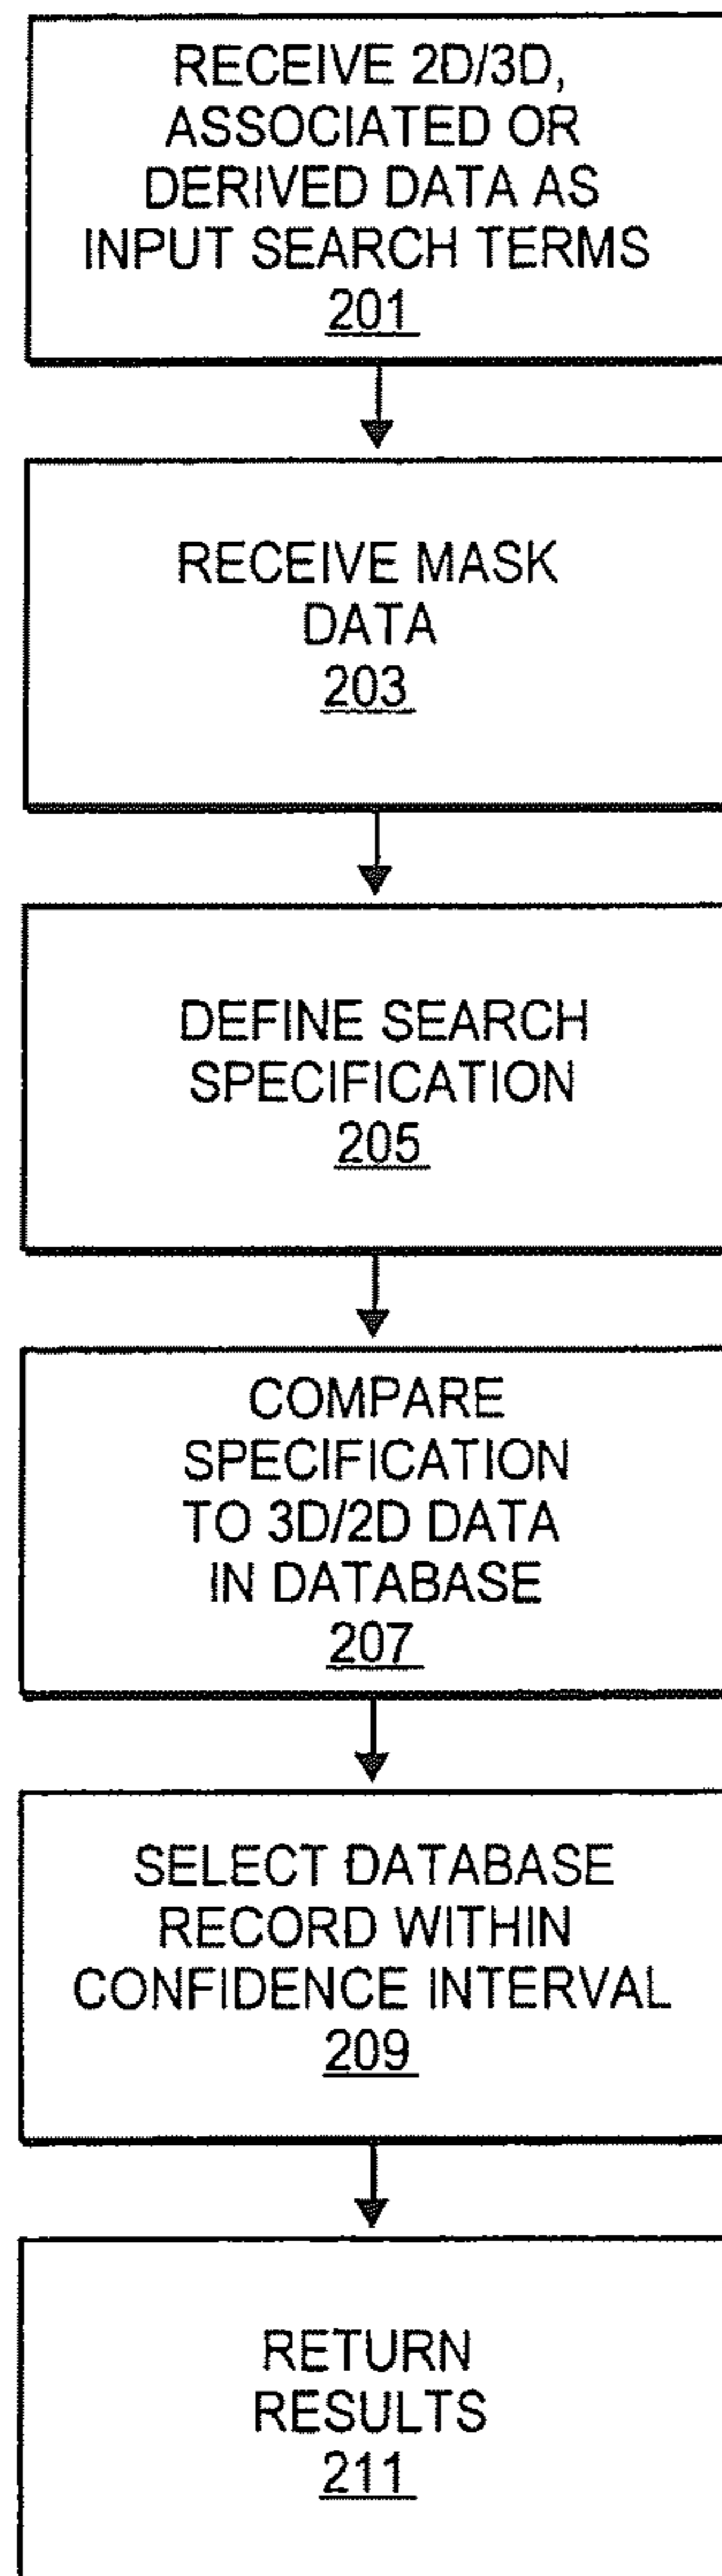 RECEIVE 2D/3D,
ASSOCIATED OR
DERIVED DATA AS
INPUT SEARCH TERMS
201
RECEIVE MASK
DATA
203
DEFINE SEARCH
SPECIFICATION
205
COMPARE
SPECIFICATION
TO 3D/2D DATA
IN DATABASE
207
SELECT DATABASE
RECORD WITHIN
CONFIDENCE INTERVAL
209
RETURN
RESULTS
211